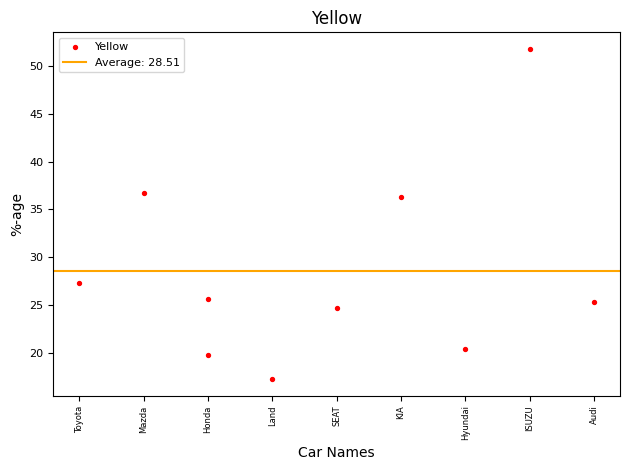 Yellow
Yellow
Average: 28.51
50
45
40
35
30
25
20
%-age
Toyota
Mazda
Honda
Land
SEAT
KIA
Hyundai
ISUZU
Audi
Car Names